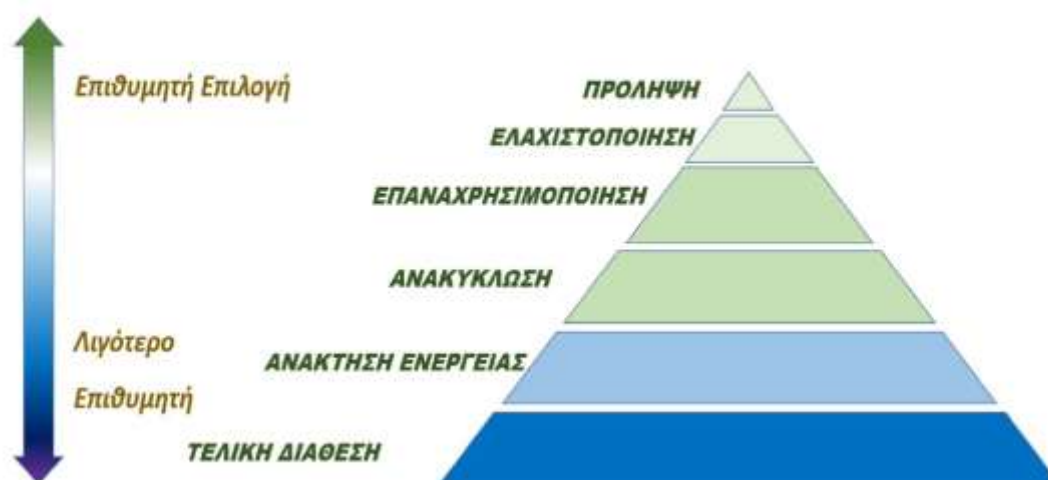 Επιθυμητή Επιλογή
ΠΡΟΛΗΨΗ
ΕΛΑΧΙΣΤΟΠΟΙΗΣΗ
ΕΠΑΝΑΧΡΗΣΙΜΟΠΟΙΗΣΗ
ΑΝΑΚΥΚΛΩΣΗ
Λιγότερο
ΑΝΑΚΤΗΣΗ ΕΝΕΡΓΕΙΑΣ
Επιθυμητή
ΤΕΛΙΚΗ ΔΙΑΘΕΣΗ